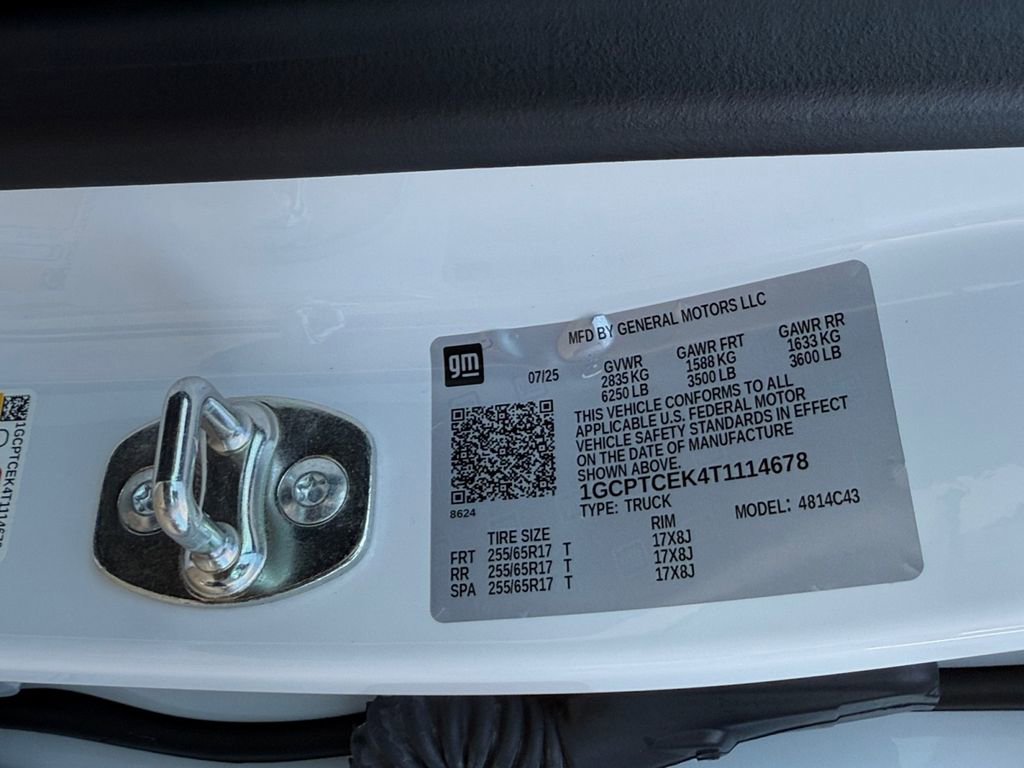 MFD BY GENERAL MOTORS LLC
gm
07/25
GVWR
2835 KG
6250 LB
GAWR FRT
1588 KG
3500 LB
GAWR RR
1633 KG
3600 LB
THIS VEHICLE CONFORMS TO ALL
APPLICABLE U.S. FEDERAL MOTOR
VEHICLE SAFETY STANDARDS IN EFFECT
ON THE DATE OF MANUFACTURE
SHOWN ABOVE.
1GCPTCEK4T1114678
8624
TYPE: TRUCK
MODEL: 4814C43
TIRE SIZE RIM
FRT 255/65R17 T 17X8J
RR 255/65R17 T 17X8J
SPA 255/65R17 T 17X8J
1GCPTCEK4T1114678